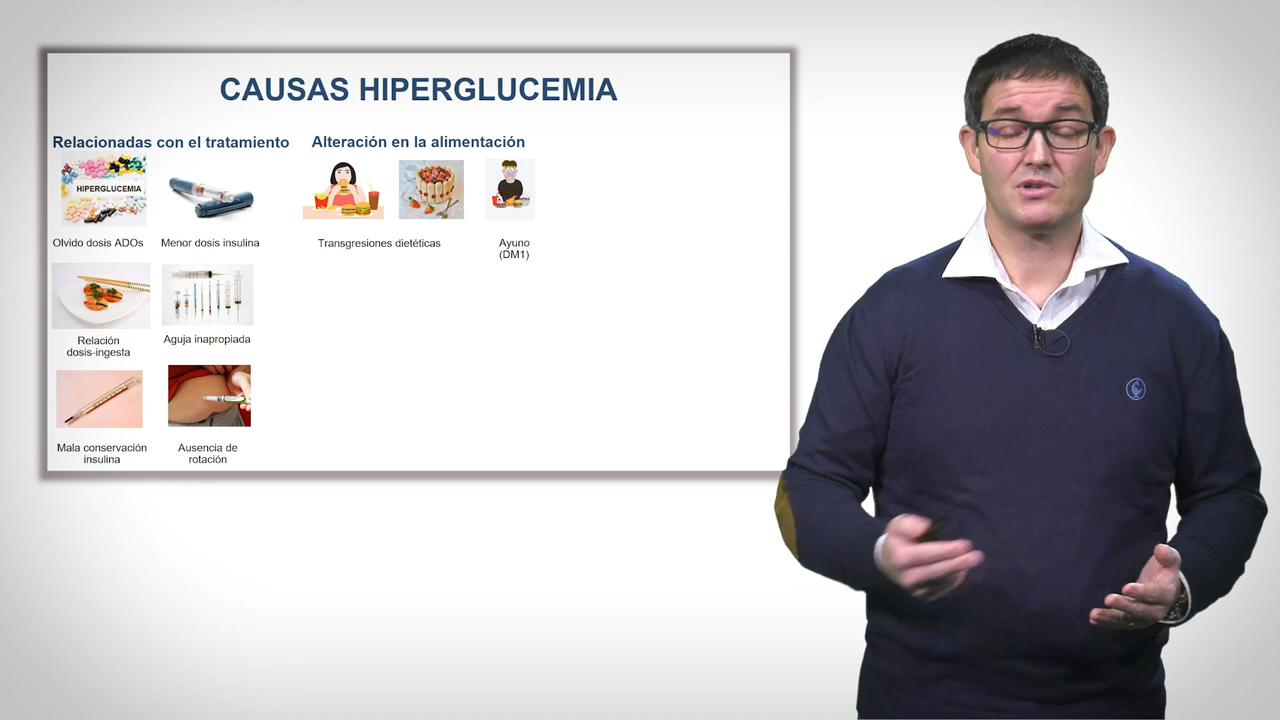 CAUSAS HIPERGLUCEMIA
Relacionadas con el tratamiento
HIPERGLUCEMIA
Olvido dosis ADOs
Menor dosis insulina
Relación
dosis-ingesta
Aguja inapropiada
Mala conservación
insulina
Ausencia de
rotación
Alteración en la alimentación
Transgresiones dietéticas
Ayuno
(DM1)